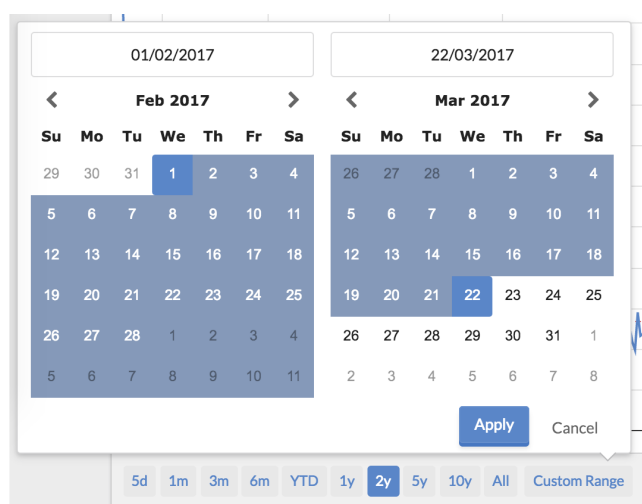 01/02/2017 22/03/2017
Feb 2017 Mar 2017
Su Mo Tu We Th Fr Sa Su Mo Tu We Th Fr Sa
29 30 31 1 2 3 4 26 27 28 1 2 3 4
5 6 7 8 9 10 11 5 6 7 8 9 10 11
12 13 14 15 16 17 18 12 13 14 15 16 17 18
19 20 21 22 23 24 25 19 20 21 22 23 24 25
26 27 28 1 2 3 4 26 27 28 29 30 31 1
5 6 7 8 9 10 11 2 3 4 5 6 7 8
Apply Cancel
5d 1m 3m 6m YTD 1y 2y 5y 10y All Custom Range